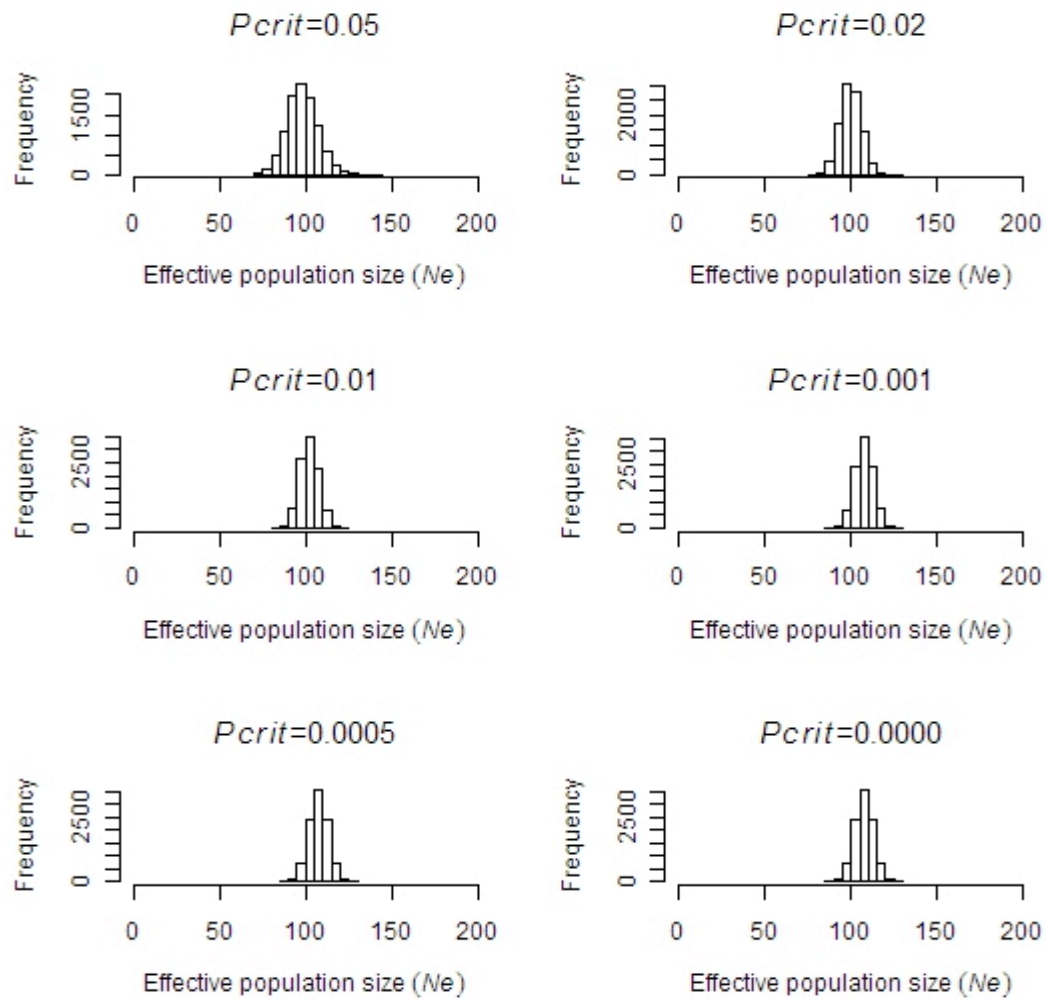 Pcrit=0.05
Frequency
1500
0
0 50 100 150 200
Effective population size (Ne)
Pcrit=0.02
Frequency
2000
0
0 50 100 150 200
Effective population size (Ne)
Pcrit=0.01
Frequency
2500
0
0 50 100 150 200
Effective population size (Ne)
Pcrit=0.001
Frequency
2500
0
0 50 100 150 200
Effective population size (Ne)
Pcrit=0.0005
Frequency
2500
0
0 50 100 150 200
Effective population size (Ne)
Pcrit=0.0000
Frequency
2500
0
0 50 100 150 200
Effective population size (Ne)